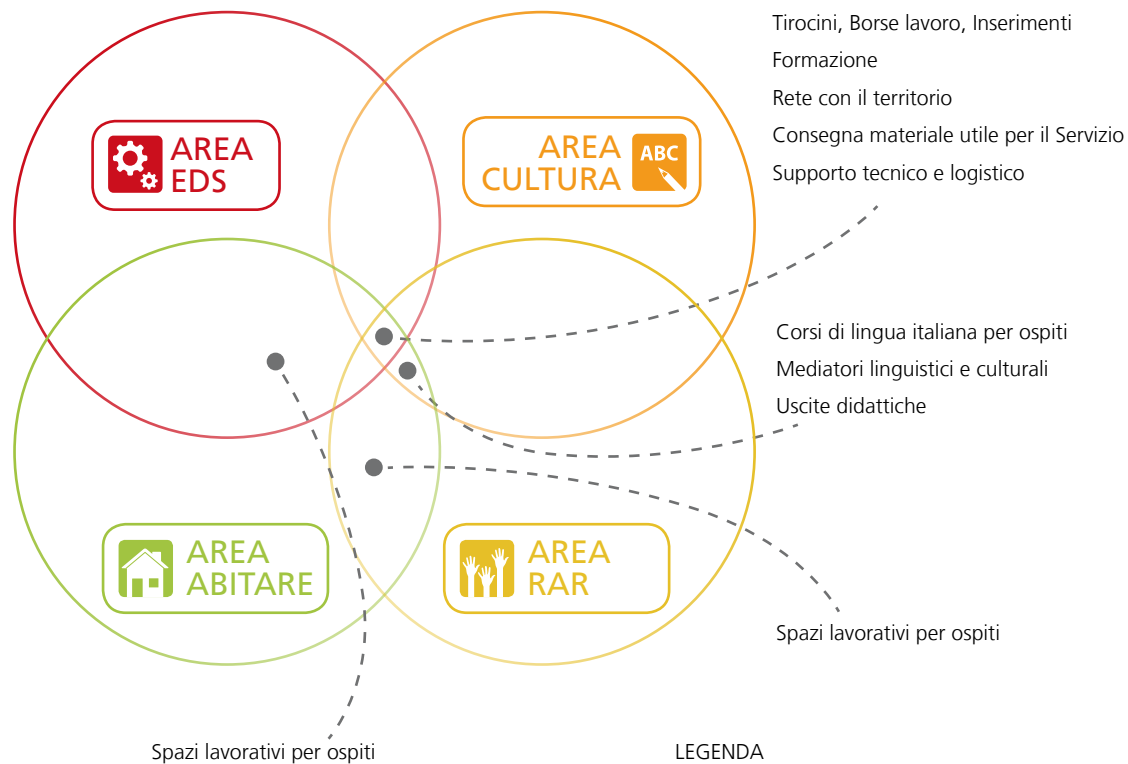 Tirocini, Borse lavoro, Inserimenti
Formazione
Rete con il territorio
Consegna materiale utile per il Servizio
Supporto tecnico e logistico
AREA
EDS
AREA
CULTURA
ABC
Corsi di lingua italiana per ospiti
Mediatori linguistici e culturali
Uscite didattiche
AREA
ABITARE
AREA
RAR
Spazi lavorativi per ospiti
Spazi lavorativi per ospiti
LEGENDA